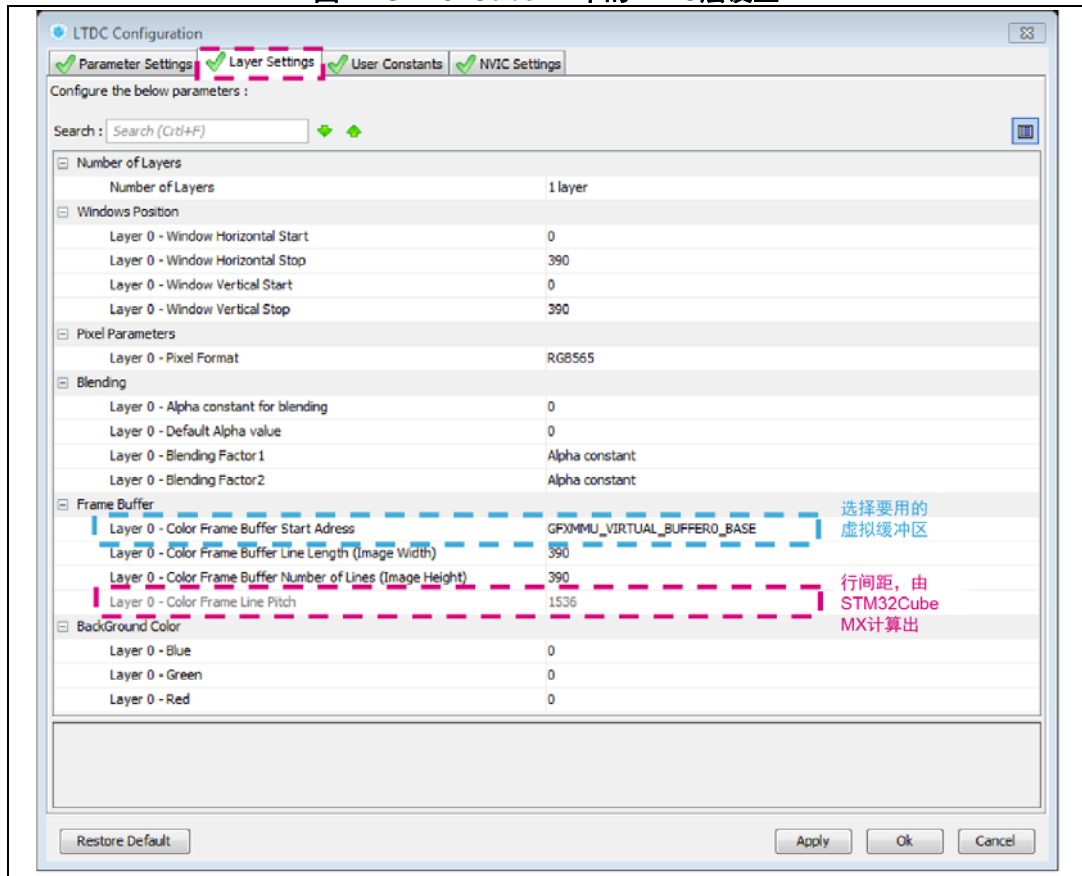 LTDC Configuration
Parameter Settings Layer Settings User Constants NVIC Settings
Configure the below parameters :
Search : Search (Crtl+F)
Number of Layers
Number of Layers 1 layer
Windows Position
Layer 0 - Window Horizontal Start 0
Layer 0 - Window Horizontal Stop 390
Layer 0 - Window Vertical Start 0
Layer 0 - Window Vertical Stop 390
Pixel Parameters
Layer 0 - Pixel Format RGB565
Blending
Layer 0 - Alpha constant for blending 0
Layer 0 - Default Alpha value 0
Layer 0 - Blending Factor1 Alpha constant
Layer 0 - Blending Factor2 Alpha constant
Frame Buffer
选择要用的
虚拟缓冲区
Layer 0 - Color Frame Buffer Start Adress GFXMMU_VIRTUAL_BUFFER0_BASE
Layer 0 - Color Frame Buffer Line Length (Image Width) 390
Layer 0 - Color Frame Buffer Number of Lines (Image Height) 390
Layer 0 - Color Frame Line Pitch 1536
行间距，由
STM32Cube
MX计算出
BackGround Color
Layer 0 - Blue 0
Layer 0 - Green 0
Layer 0 - Red 0
Restore Default Apply Ok Cancel